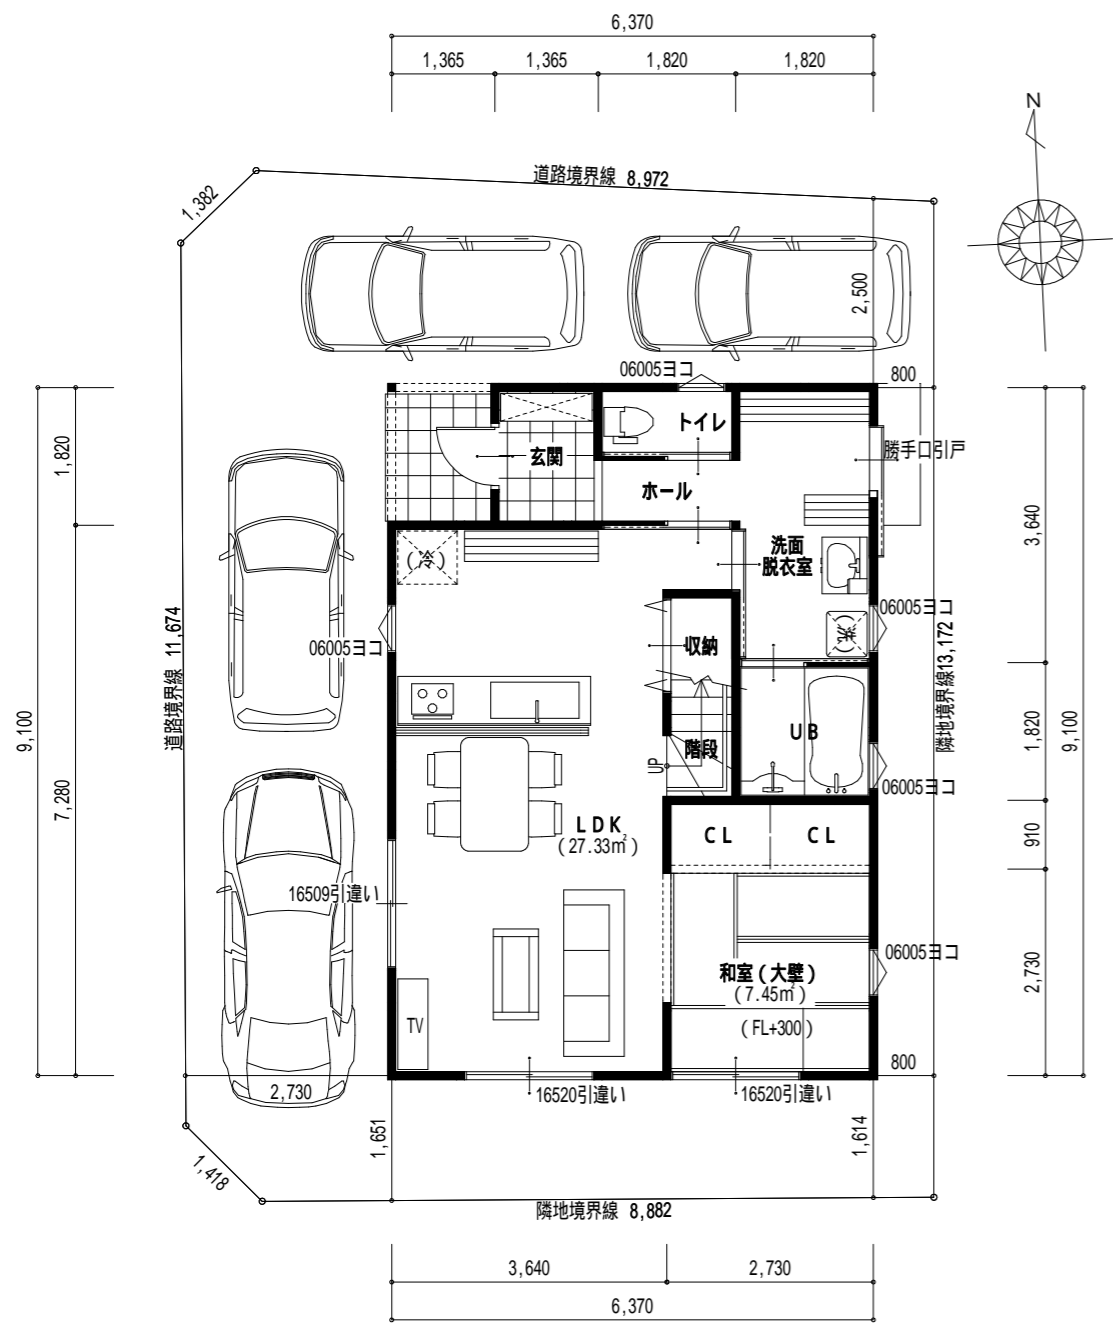 6,370
1,365
1,365
1,820
1,820
N
道路境界線 8,972
1,382
2,500
06005ヨコ
800
トイレ
勝手口引戸
玄関
ホール
1,820
3,640
(冷)
洗面
脱衣室
06005ヨコ
(洗)
収納
06005ヨコ
道路境界線 11,674
隣地境界線13,172
9,100
7,280
UB
階段
UP
1,820
9,100
06005ヨコ
LDK
(27.33㎡)
CL
CL
910
16509引違い
06005ヨコ
和室(大壁)
(7.45㎡)
2,730
TV
(FL+300)
800
2,730
16520引違い
16520引違い
1,651
1,614
1,418
隣地境界線 8,882
3,640
2,730
6,370